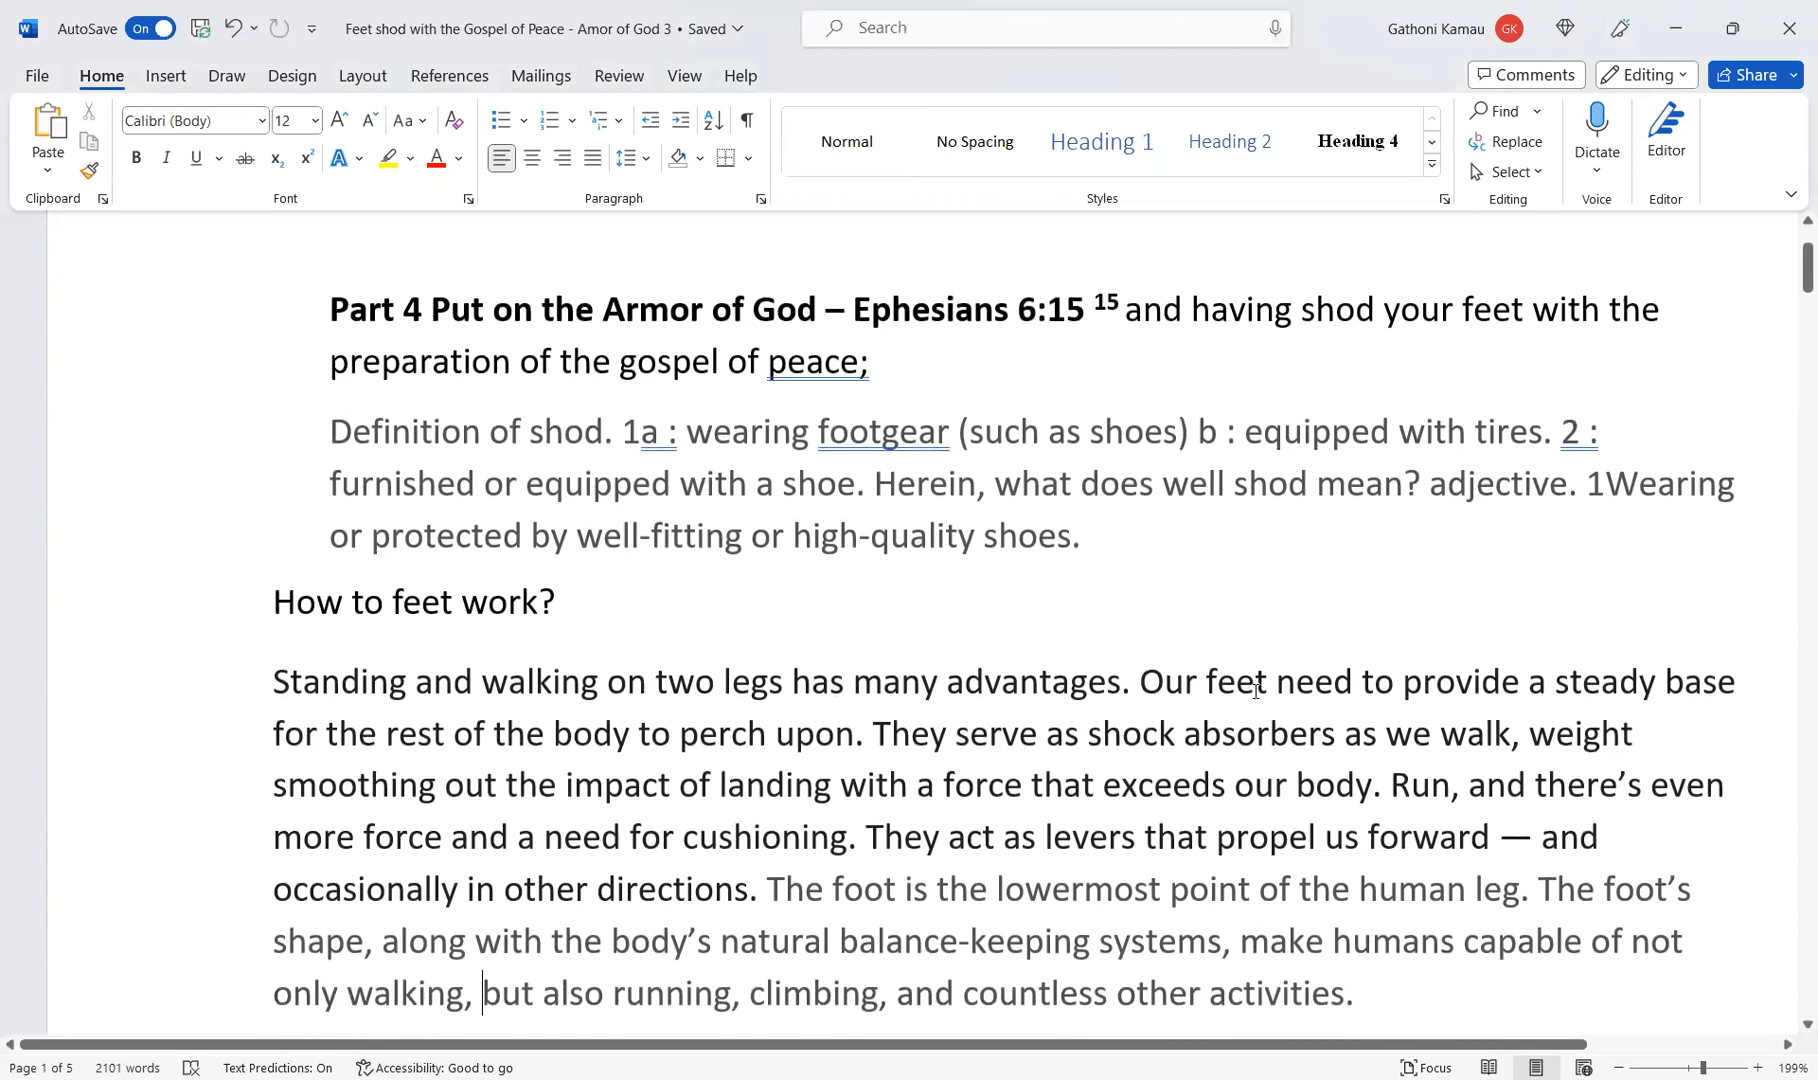 AutoSave On Feet shod with the Gospel of Peace - Amor of God 3 • Saved Search Gathoni Kamau GK
File Home Insert Draw Design Layout References Mailings Review View Help Comments Editing Share
Paste Calibri (Body) 12 Aa Normal No Spacing Heading 1 Heading 2 Heading 4 Find Replace Select Dictate Editor
Clipboard Font Paragraph Styles Editing Voice Editor
Part 4 Put on the Armor of God – Ephesians 6:15 15 and having shod your feet with the
preparation of the gospel of peace;
Definition of shod. 1a : wearing footgear (such as shoes) b : equipped with tires. 2 :
furnished or equipped with a shoe. Herein, what does well shod mean? adjective. 1Wearing
or protected by well-fitting or high-quality shoes.
How to feet work?
Standing and walking on two legs has many advantages. Our feet need to provide a steady base
for the rest of the body to perch upon. They serve as shock absorbers as we walk, weight
smoothing out the impact of landing with a force that exceeds our body. Run, and there’s even
more force and a need for cushioning. They act as levers that propel us forward — and
occasionally in other directions. The foot is the lowermost point of the human leg. The foot’s
shape, along with the body’s natural balance-keeping systems, make humans capable of not
only walking, but also running, climbing, and countless other activities.
Page 1 of 5 2101 words Text Predictions: On Accessibility: Good to go Focus 199%